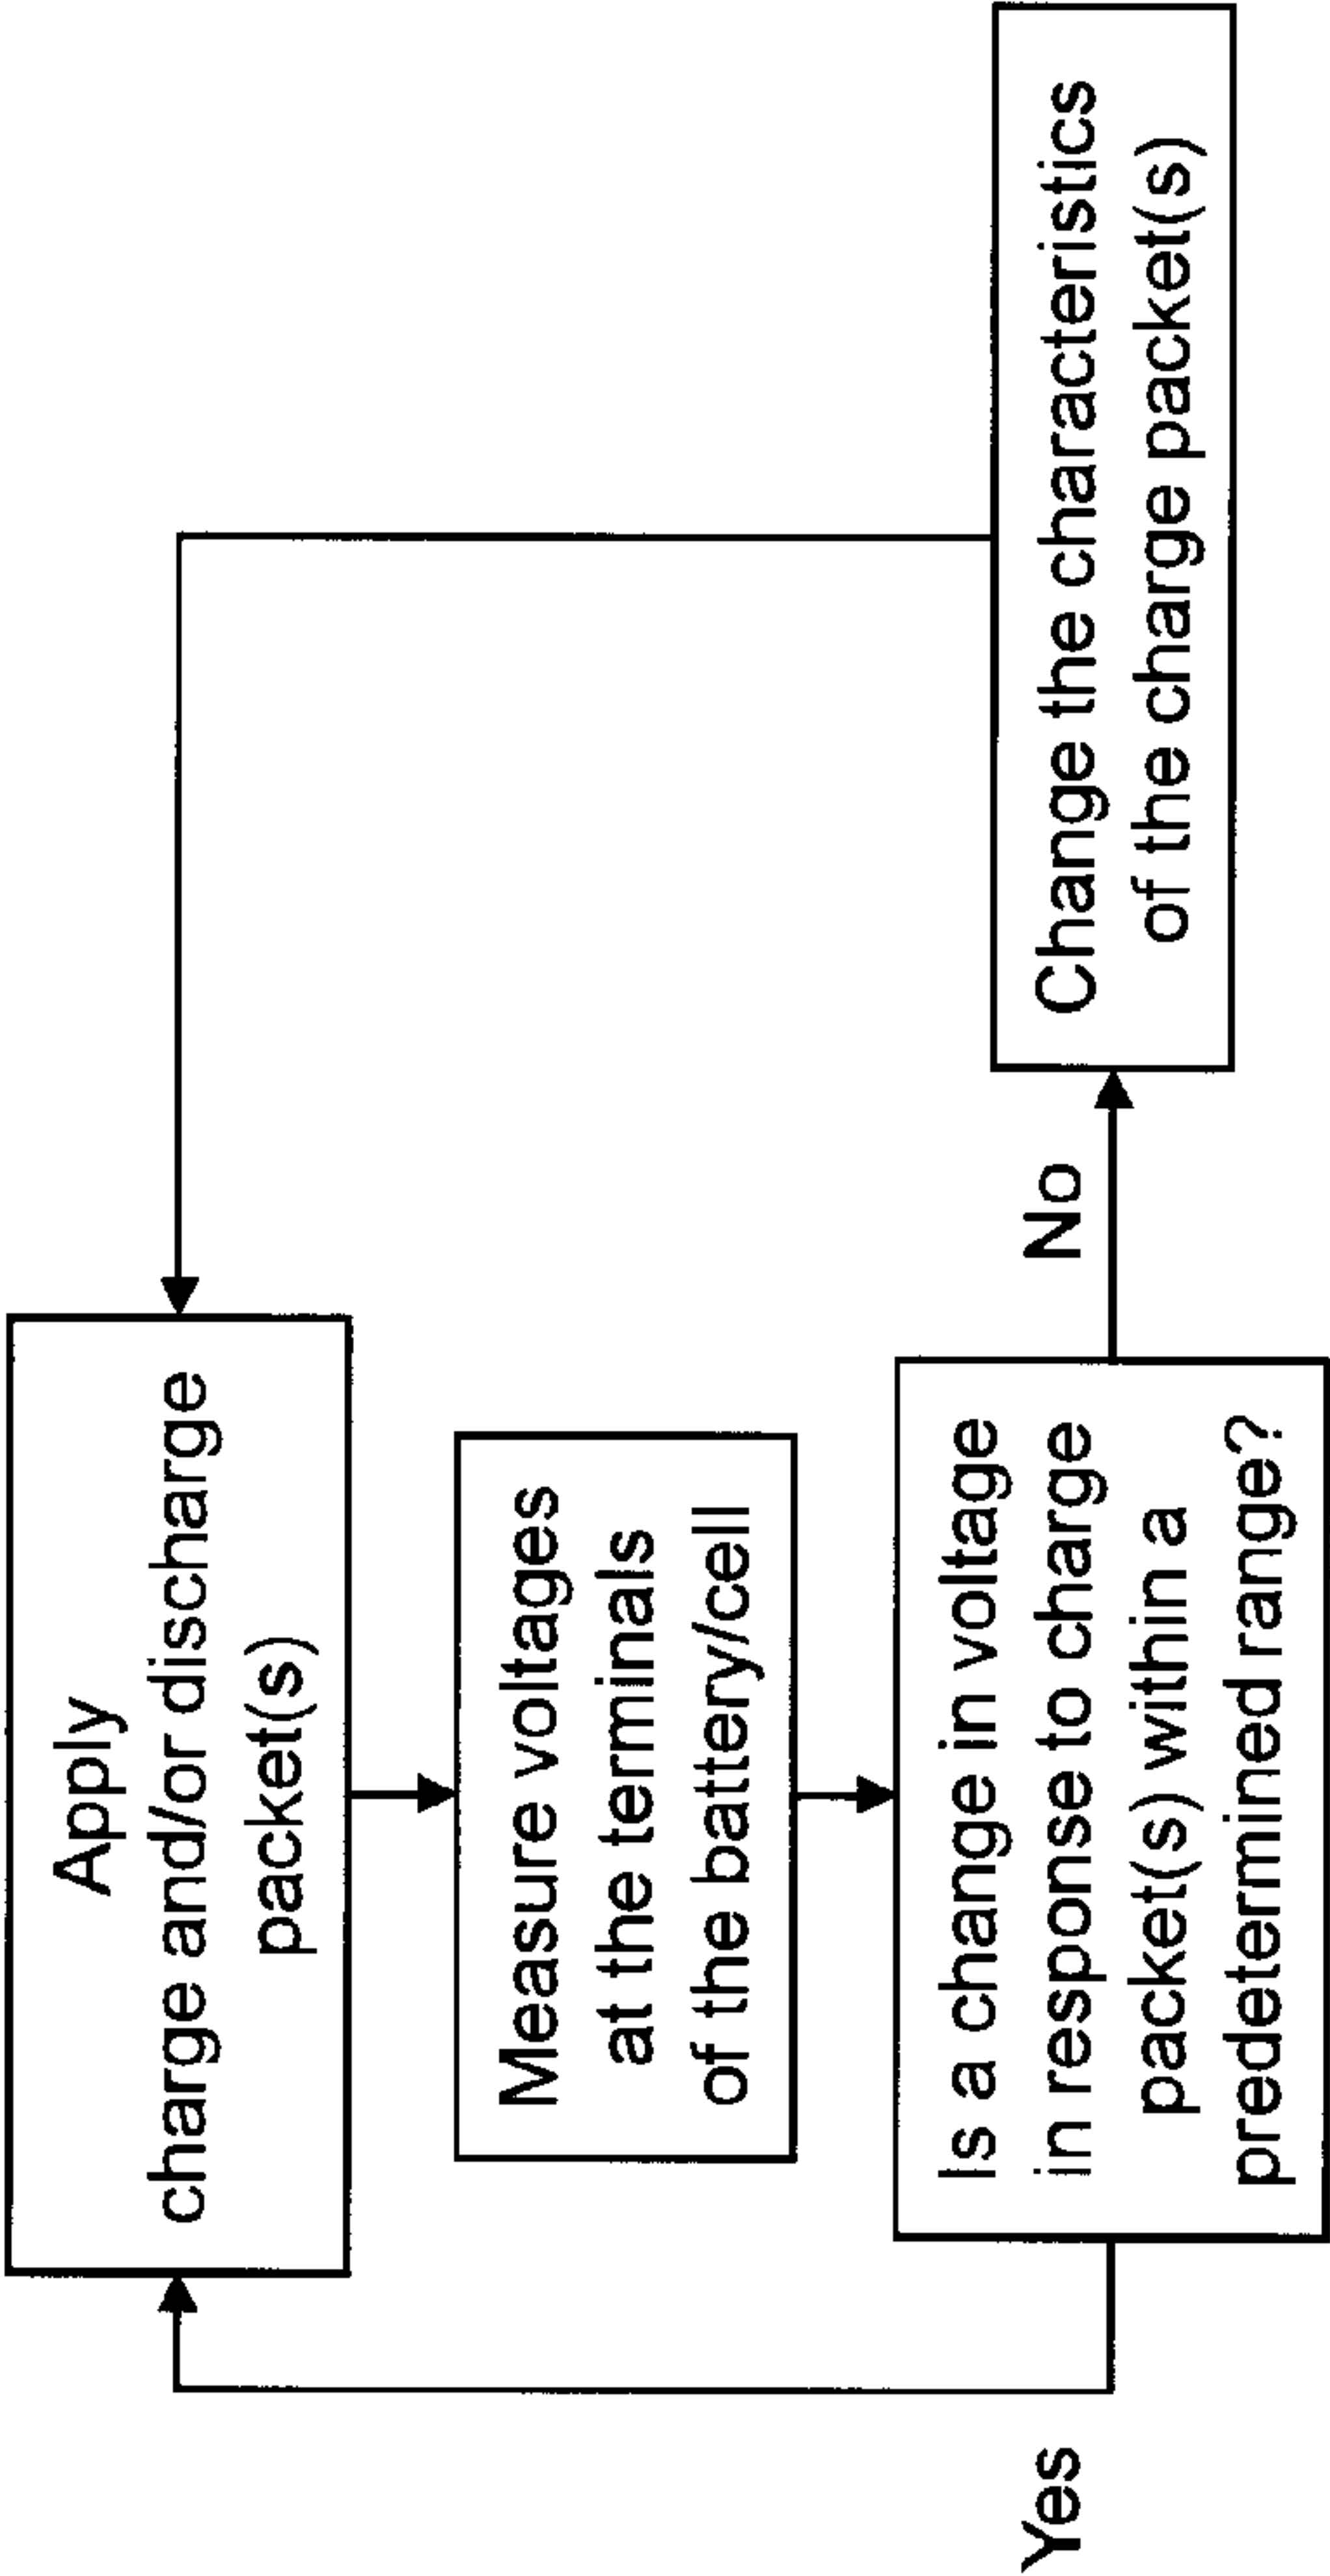 Apply
charge and/or discharge
packet(s)
Measure voltages
at the terminals
of the battery/cell
Is a change in voltage
in response to charge
packet(s) within a
predetermined range?
Yes
No
Change the characteristics
of the charge packet(s)